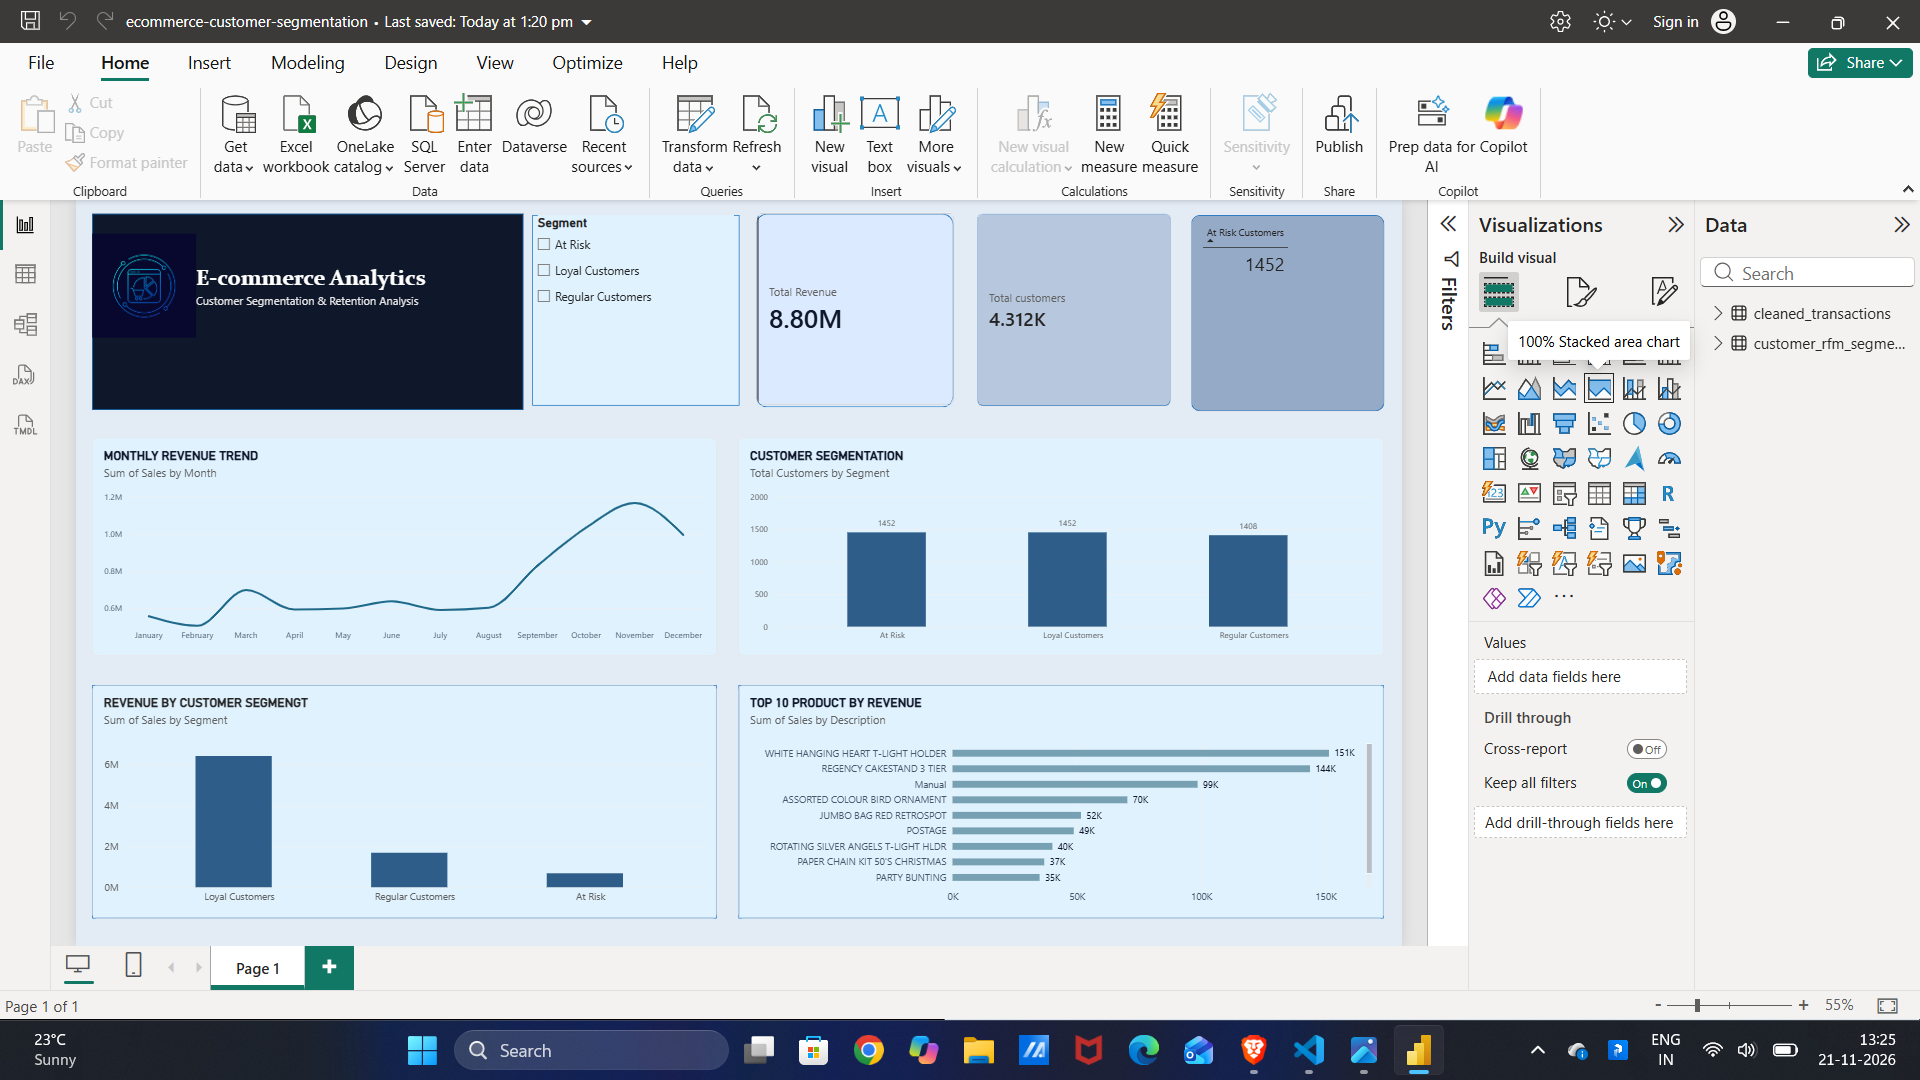 ecommerce-customer-segmentation • Last saved: Today at 1:20 pm
Sign in
File Home Insert Modeling Design View Optimize Help
Share
Paste
Cut
Copy
Format painter
Clipboard
Get data
Excel workbook
OneLake catalog
SQL Server
Enter data
Dataverse
Recent sources
Data
Transform data
Refresh
Queries
New visual
Text box
More visuals
Insert
New visual calculation
New measure
Quick measure
Calculations
Sensitivity
Sensitivity
Publish
Share
Prep data for AI
Copilot
Copilot
E-commerce Analytics
Customer Segmentation & Retention Analysis
Segment
At Risk
Loyal Customers
Regular Customers
Total Revenue
8.80M
Total customers
4.312K
At Risk Customers
1452
MONTHLY REVENUE TREND
Sum of Sales by Month
1.2M
1.0M
0.8M
0.6M
January February March April May June July August September October November December
CUSTOMER SEGMENTATION
Total Customers by Segment
2000
1500
1000
500
0
1452
1452
1408
At Risk
Loyal Customers
Regular Customers
REVENUE BY CUSTOMER SEGMENGT
Sum of Sales by Segment
6M
4M
2M
0M
Loyal Customers
Regular Customers
At Risk
TOP 10 PRODUCT BY REVENUE
Sum of Sales by Description
WHITE HANGING HEART T-LIGHT HOLDER 151K
REGENCY CAKESTAND 3 TIER 144K
Manual 99K
ASSORTED COLOUR BIRD ORNAMENT 70K
JUMBO BAG RED RETROSPOT 52K
POSTAGE 49K
ROTATING SILVER ANGELS T-LIGHT HLDR 40K
PAPER CHAIN KIT 50'S CHRISTMAS 37K
PARTY BUNTING 35K
0K 50K 100K 150K
Filters
Visualizations
Build visual
100% Stacked area chart
123
R
Py
Values
Add data fields here
Drill through
Cross-report
Off
Keep all filters
On
Add drill-through fields here
Data
Search
cleaned_transactions
customer_rfm_segme...
DAX
TMDL
Page 1
Page 1 of 1
- + 55%
23°C
Sunny
Search
ENG
IN
13:25
21-11-2026